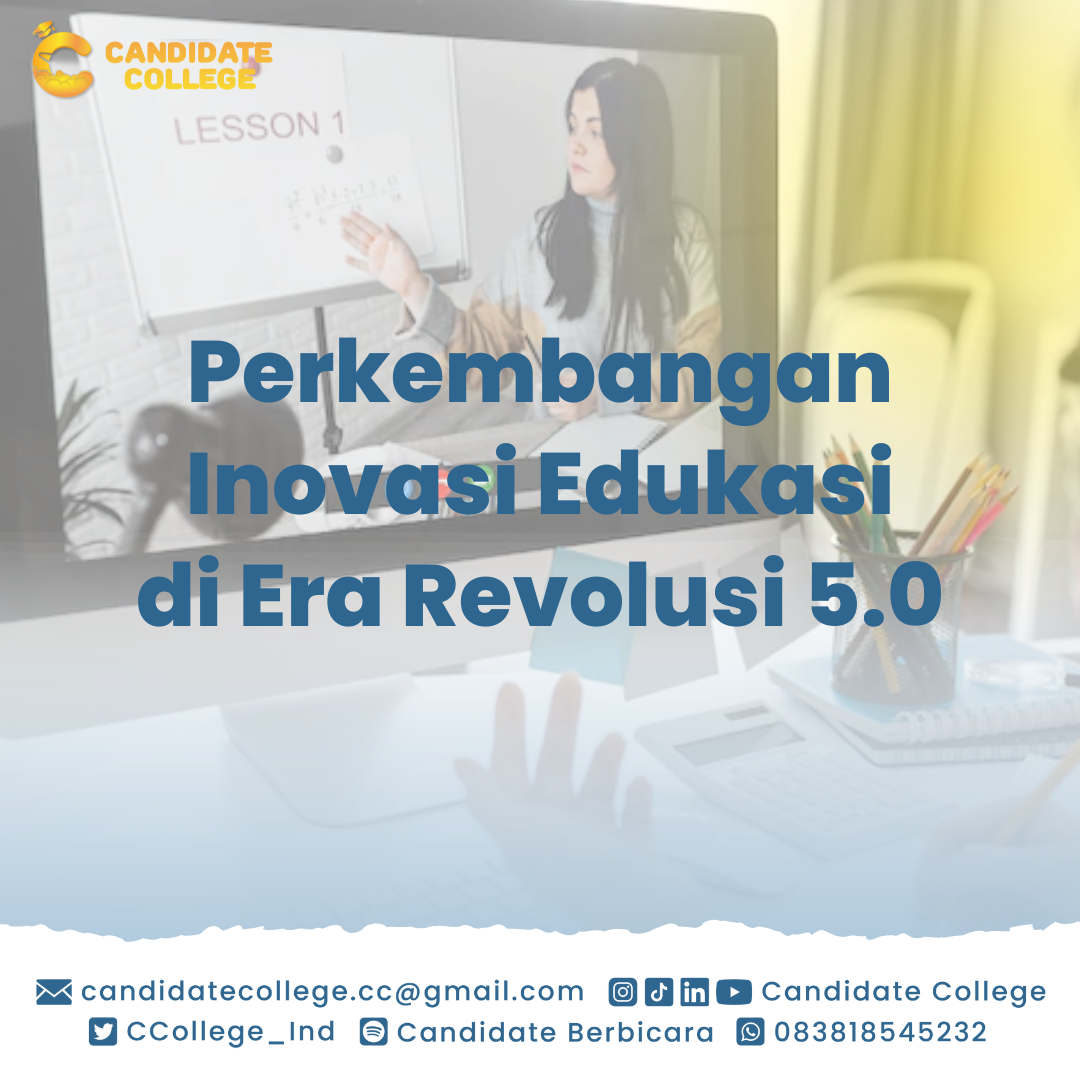 CANDIDATE
COLLEGE
LESSON 1
Perkembangan
Inovasi Edukasi
di Era Revolusi 5.0
candidatecollege.cc@gmail.com Candidate College
CCollege_Ind Candidate Berbicara 083818545232